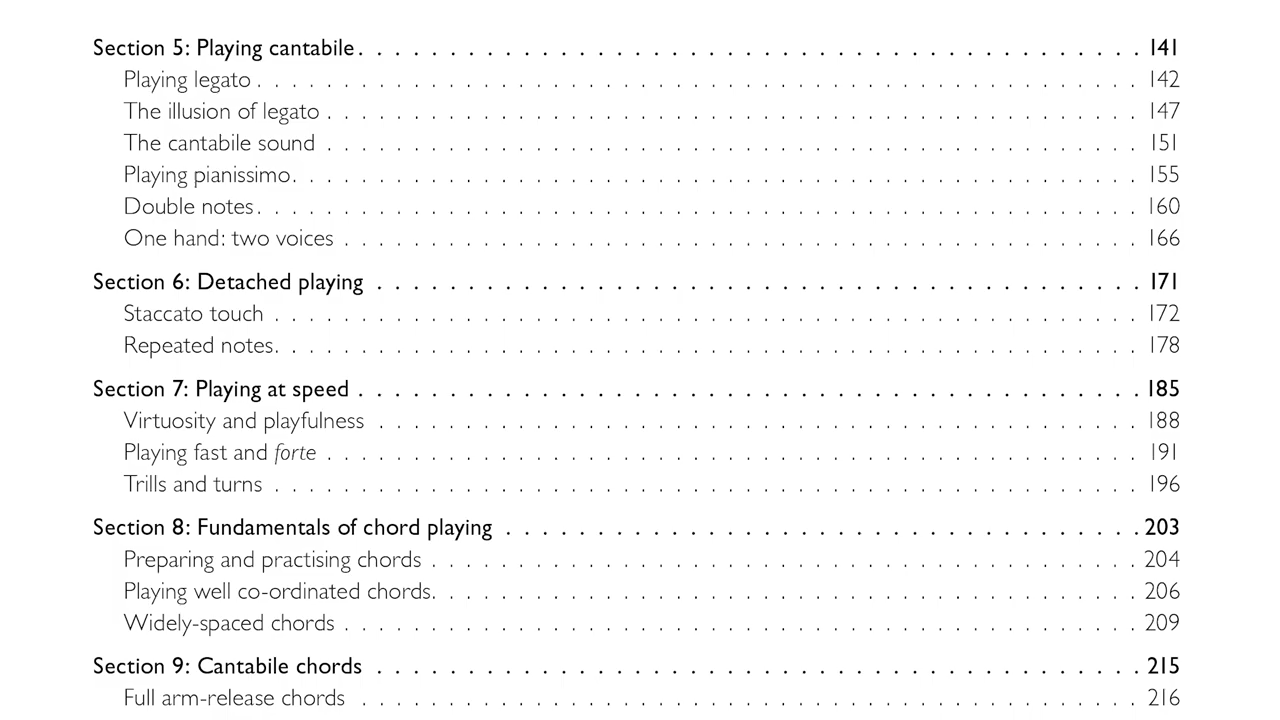 Section 5: Playing cantabile . . . . . . . . . . . . . . . . . . . . . . . . . . . . . . . . . . . . . . . . . . . 141
Playing legato . . . . . . . . . . . . . . . . . . . . . . . . . . . . . . . . . . . . . . . . . . . . . . . . . . . 142
The illusion of legato . . . . . . . . . . . . . . . . . . . . . . . . . . . . . . . . . . . . . . . . . . . . . . . 147
The cantabile sound . . . . . . . . . . . . . . . . . . . . . . . . . . . . . . . . . . . . . . . . . . . . . . . 151
Playing pianissimo . . . . . . . . . . . . . . . . . . . . . . . . . . . . . . . . . . . . . . . . . . . . . . . . . 155
Double notes . . . . . . . . . . . . . . . . . . . . . . . . . . . . . . . . . . . . . . . . . . . . . . . . . . . 160
One hand: two voices . . . . . . . . . . . . . . . . . . . . . . . . . . . . . . . . . . . . . . . . . . . . . . 166
Section 6: Detached playing . . . . . . . . . . . . . . . . . . . . . . . . . . . . . . . . . . . . . . . . . . 171
Staccato touch . . . . . . . . . . . . . . . . . . . . . . . . . . . . . . . . . . . . . . . . . . . . . . . . . . 172
Repeated notes . . . . . . . . . . . . . . . . . . . . . . . . . . . . . . . . . . . . . . . . . . . . . . . . . . 178
Section 7: Playing at speed . . . . . . . . . . . . . . . . . . . . . . . . . . . . . . . . . . . . . . . . . . . 185
Virtuosity and playfulness . . . . . . . . . . . . . . . . . . . . . . . . . . . . . . . . . . . . . . . . . . . . 188
Playing fast and forte . . . . . . . . . . . . . . . . . . . . . . . . . . . . . . . . . . . . . . . . . . . . . . . 191
Trills and turns . . . . . . . . . . . . . . . . . . . . . . . . . . . . . . . . . . . . . . . . . . . . . . . . . . 196
Section 8: Fundamentals of chord playing . . . . . . . . . . . . . . . . . . . . . . . . . . . . . . . . . . . 203
Preparing and practising chords . . . . . . . . . . . . . . . . . . . . . . . . . . . . . . . . . . . . . . . . . 204
Playing well co-ordinated chords . . . . . . . . . . . . . . . . . . . . . . . . . . . . . . . . . . . . . . . . . 206
Widely-spaced chords . . . . . . . . . . . . . . . . . . . . . . . . . . . . . . . . . . . . . . . . . . . . . . 209
Section 9: Cantabile chords . . . . . . . . . . . . . . . . . . . . . . . . . . . . . . . . . . . . . . . . . . 215
Full arm-release chords . . . . . . . . . . . . . . . . . . . . . . . . . . . . . . . . . . . . . . . . . . . . . 216